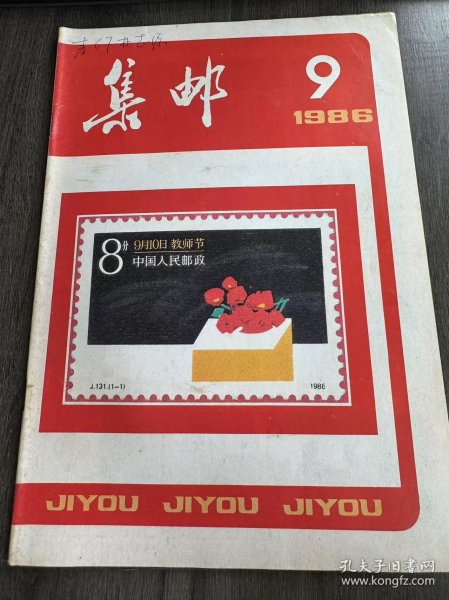 集邮
9
1986
8分 9月10日 教师节
中国人民邮政
J.131.(1-1) 1986
JIYOU JIYOU JIYOU
孔夫子旧书网
www.kongfz.com